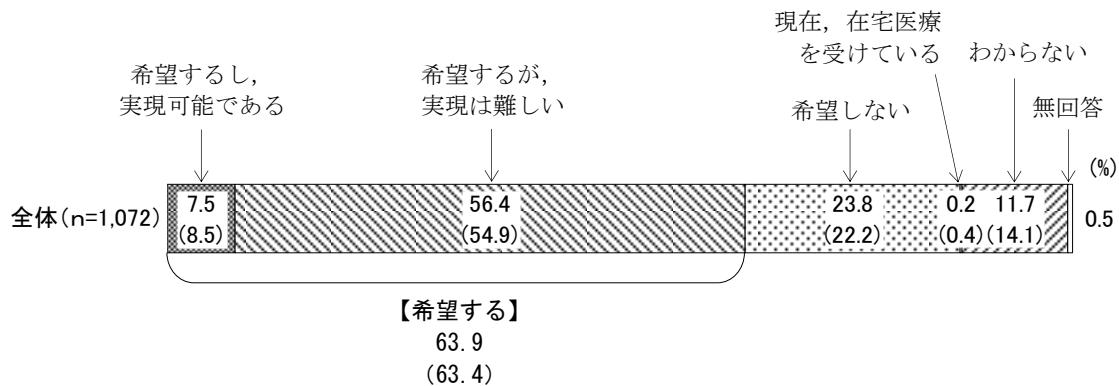 現在，在宅医療
を受けている
わからない
希望するし，
実現可能である
希望するが，
実現は難しい
希望しない
無回答
(%)
全体(n=1,072)
7.5
(8.5)
56.4
(54.9)
23.8
(22.2)
0.2
(0.4)
11.7
(14.1)
0.5
【希望する】
63.9
(63.4)